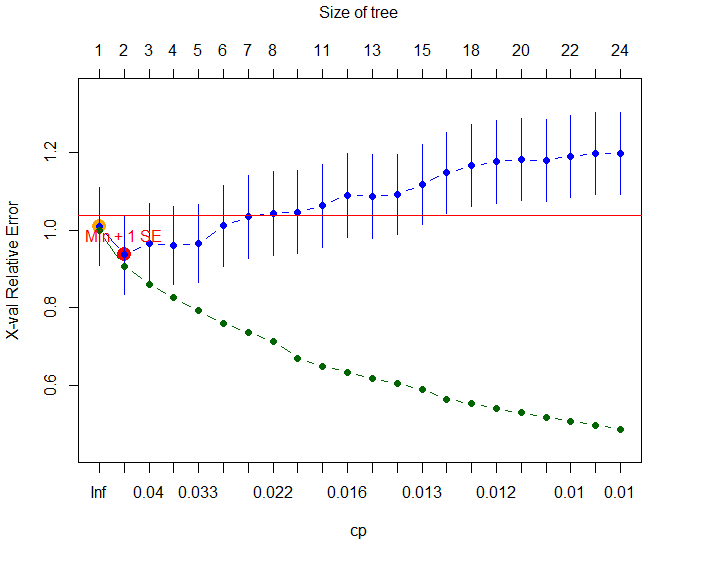 Size of tree
1 2 3 4 5 6 7 8 11 13 15 18 20 22 24
X-val Relative Error
1.2
1.0
0.8
0.6
Min + 1 SE
Inf 0.04 0.033 0.022 0.016 0.013 0.012 0.01 0.01
cp